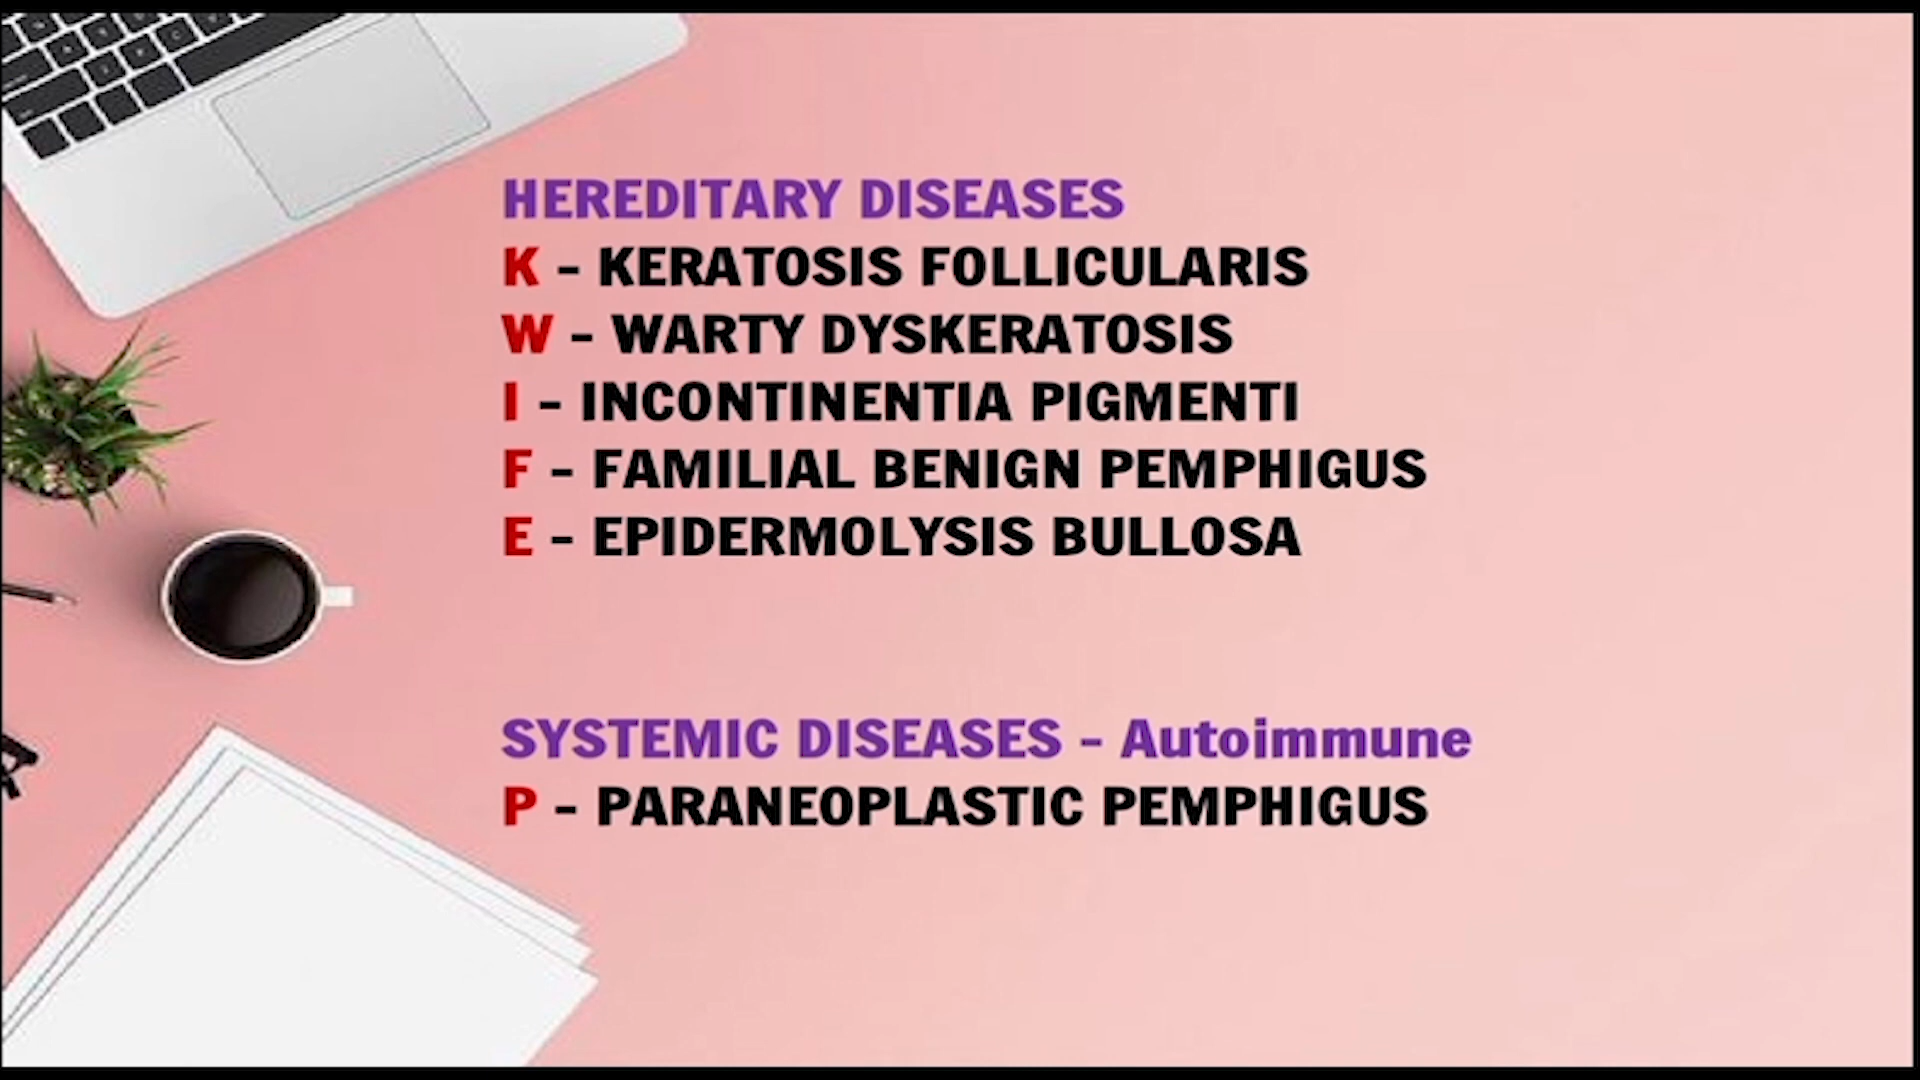 HEREDITARY DISEASES
K - KERATOSIS FOLLICULARIS
W - WARTY DYSKERATOSIS
I - INCONTINENTIA PIGMENTI
F - FAMILIAL BENIGN PEMPHIGUS
E - EPIDERMOLYSIS BULLOSA
SYSTEMIC DISEASES - Autoimmune
P - PARANEOPLASTIC PEMPHIGUS